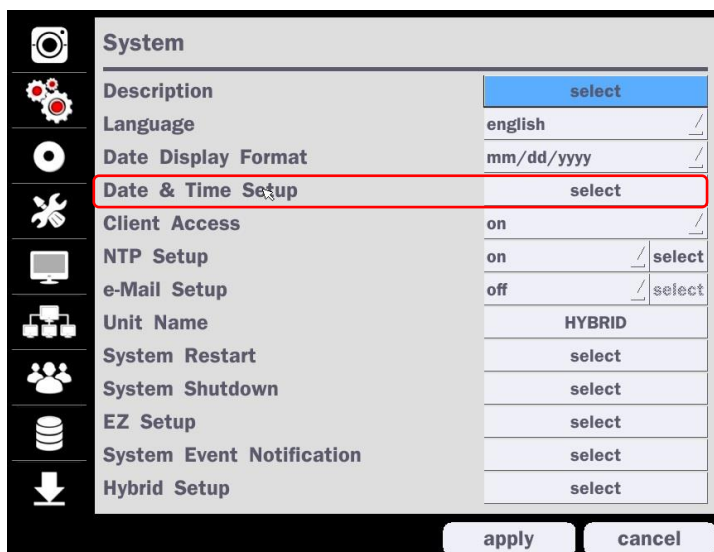 System
Description select
Language english
Date Display Format mm/dd/yyyy
Date & Time Setup select
Client Access on
NTP Setup on select
e-Mail Setup off select
Unit Name HYBRID
System Restart select
System Shutdown select
EZ Setup select
System Event Notification select
Hybrid Setup select
apply cancel